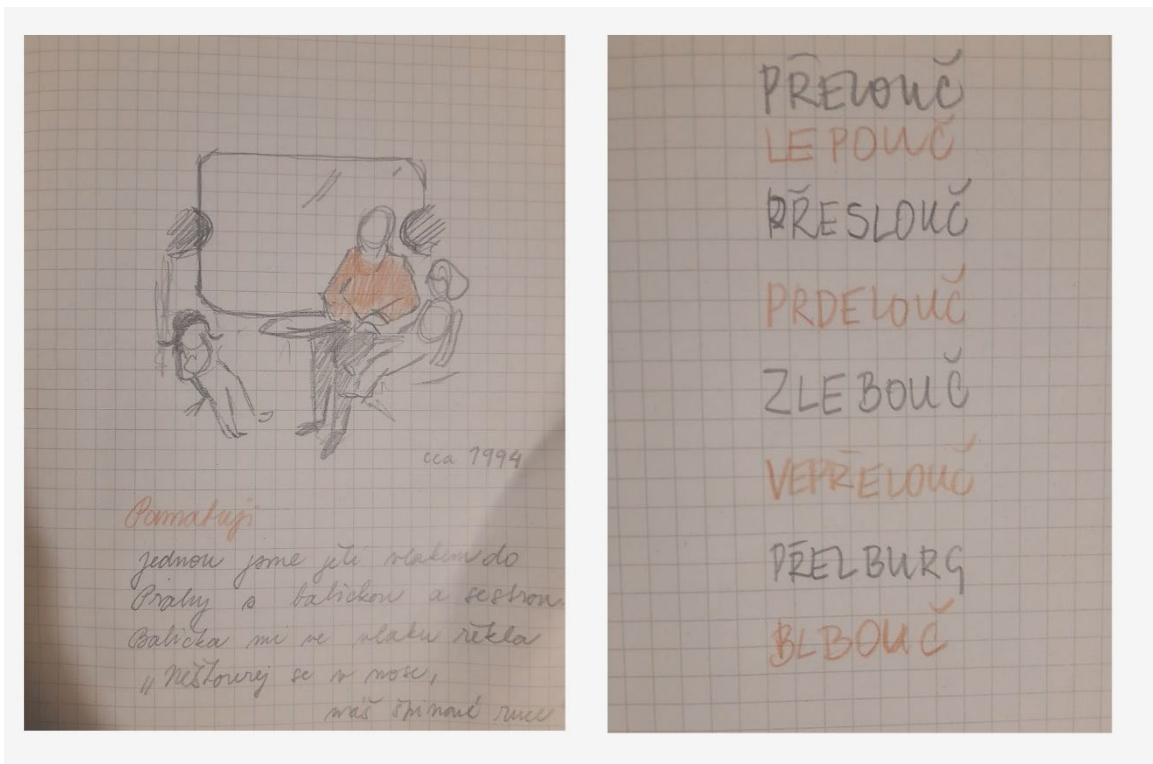 cca 1994
Pamatuji
jednou jsme jeli vlakem do
Prahy s babičkou a sestrou.
Babička mi ve vlaku řekla
„Nešťourej se v nose,
máš špinavé ruce
PŘELOUČ
LEPOUČ
PŘESLOUČ
PRDELOUČ
ZLEBOUČ
VEPŘELOUČ
PŘELBURG
BLBOUČ